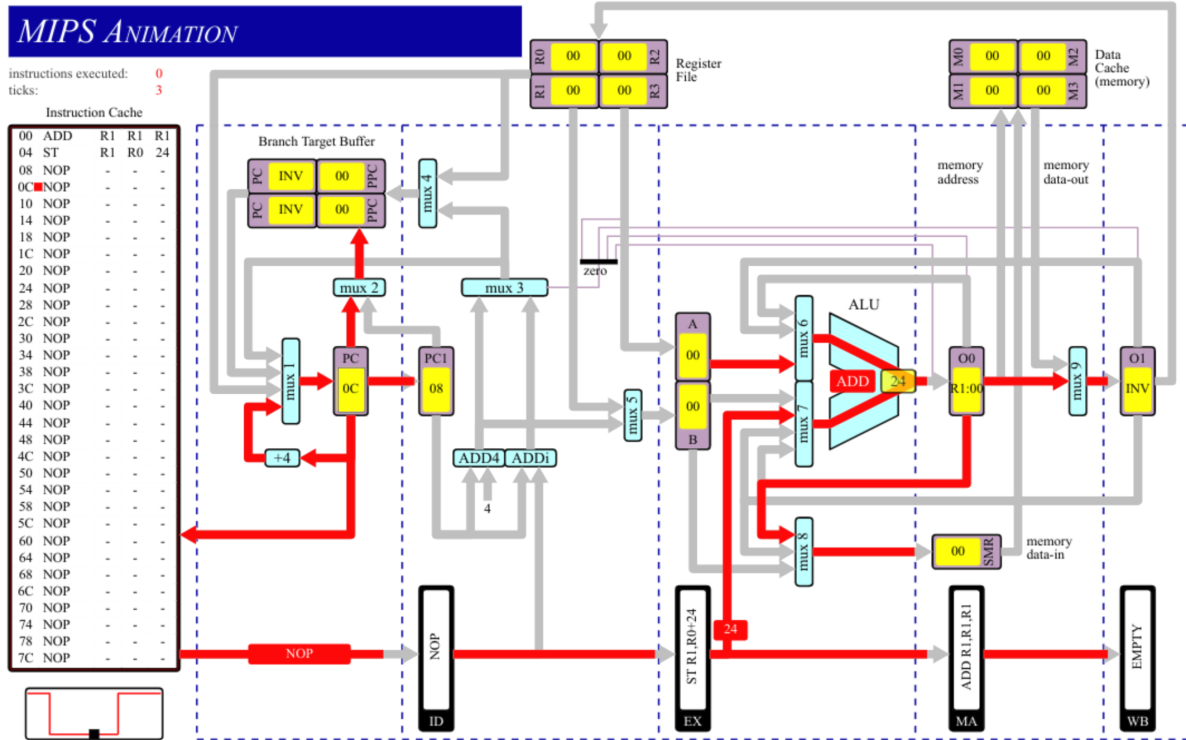 MIPS ANIMATION
instructions executed: 0
ticks: 3
Instruction Cache
00 ADD R1 R1 R1
04 ST R1 R0 24
08 NOP - - -
0C NOP - - -
10 NOP - - -
14 NOP - - -
18 NOP - - -
1C NOP - - -
20 NOP - - -
24 NOP - - -
28 NOP - - -
2C NOP - - -
30 NOP - - -
34 NOP - - -
38 NOP - - -
3C NOP - - -
40 NOP - - -
44 NOP - - -
48 NOP - - -
4C NOP - - -
50 NOP - - -
54 NOP - - -
58 NOP - - -
5C NOP - - -
60 NOP - - -
64 NOP - - -
68 NOP - - -
6C NOP - - -
70 NOP - - -
74 NOP - - -
78 NOP - - -
7C NOP - - -
R0 00 00 R2
R1 00 00 R3
Register
File
M0 00 00 M2
M1 00 00 M3
Data
Cache
(memory)
Branch Target Buffer
PC INV 00 PPC
PC INV 00 PPC
mux 4
memory
address
memory
data-out
zero
mux 2
mux 3
mux 1
PC
0C
PC1
08
+4
ADD4
ADDi
4
mux 5
A
00
00
B
mux 6
mux 7
ALU
ADD
24
O0
R1:00
mux 9
O1
INV
mux 8
00 SMR
memory
data-in
24
NOP
NOP
ID
ST R1,R0+24
EX
ADD R1,R1,R1
MA
EMPTY
WB